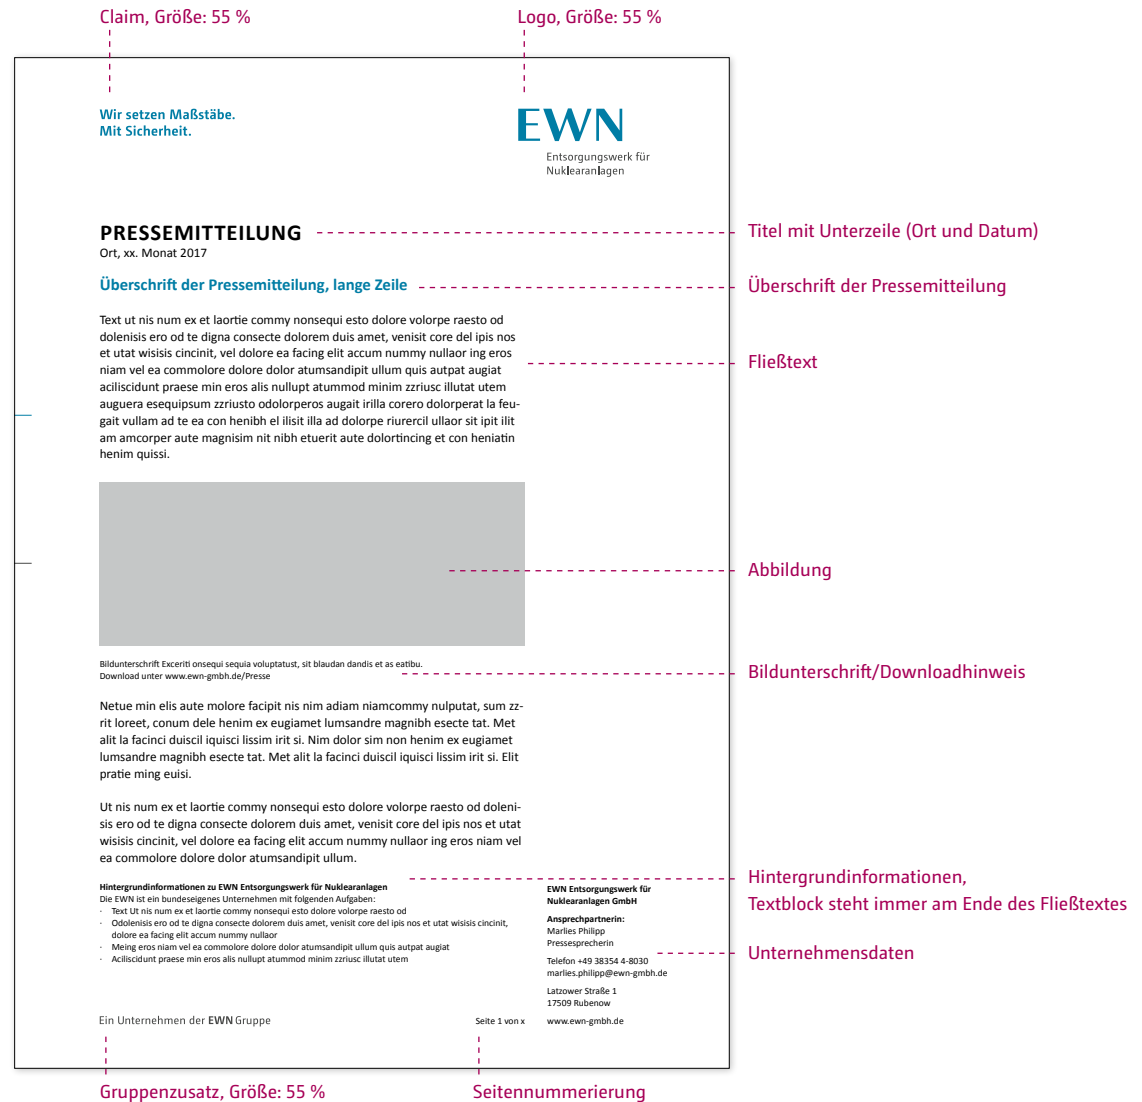 Claim, Größe: 55 %
Logo, Größe: 55 %
Wir setzen Maßstäbe.
Mit Sicherheit.
EWN
Entsorgungswerk für
Nuklearanlagen
PRESSEMITTEILUNG
Titel mit Unterzeile (Ort und Datum)
Ort, xx. Monat 2017
Überschrift der Pressemitteilung, lange Zeile
Überschrift der Pressemitteilung
Text ut nis num ex et laortie commy nonsequi esto dolore volorpe raesto od
dolenisis ero od te digna consecte dolorem duis amet, venisit core del ipis nos
et utat wisisis cincinit, vel dolore ea facing elit accum nummy nullaor ing eros
niam vel ea commolore dolore dolor atumsandipit ullum quis autpat augiat
aciliscidunt praese min eros alis nullupt atummod minim zzriusc illutat utem
auguera esequipsum zzriusto odolorperos augait irilla corero dolorperat la feu-
gait vullam ad te ea con henibh el ilisit illa ad dolorpe riurercil ullaor sit ipit ilit
am amcorper aute magnisim nit nibh etuerit aute dolortincing et con heniatin
henim quissi.
Fließtext
Abbildung
Bildunterschrift Exceriti onsequi sequia voluptatust, sit blaudan dandis et as eatibu.
Download unter www.ewn-gmbh.de/Presse
Bildunterschrift/Downloadhinweis
Netue min elis aute molore facipit nis nim adiam niamcommy nulputat, sum zz-
rit loreet, conum dele henim ex eugiamet lumsandre magnibh esecte tat. Met
alit la facinci duiscil iquisci lissim irit si. Nim dolor sim non henim ex eugiamet
lumsandre magnibh esecte tat. Met alit la facinci duiscil iquisci lissim irit si. Elit
pratie ming euisi.
Ut nis num ex et laortie commy nonsequi esto dolore volorpe raesto od doleni-
sis ero od te digna consecte dolorem duis amet, venisit core del ipis nos et utat
wisisis cincinit, vel dolore ea facing elit accum nummy nullaor ing eros niam vel
ea commolore dolore dolor atumsandipit ullum.
Hintergrundinformationen zu EWN Entsorgungswerk für Nuklearanlagen
Die EWN ist ein bundeseigenes Unternehmen mit folgenden Aufgaben:
· Text Ut nis num ex et laortie commy nonsequi esto dolore volorpe raesto od
· Odolenisis ero od te digna consecte dolorem duis amet, venisit core del ipis nos et utat wisisis cincinit,
dolore ea facing elit accum nummy nullaor
· Meing eros niam vel ea commolore dolore dolor atumsandipit ullum quis autpat augiat
· Aciliscidunt praese min eros alis nullupt atummod minim zzriusc illutat utem
EWN Entsorgungswerk für
Nuklearanlagen GmbH
Ansprechpartnerin:
Marlies Philipp
Pressesprecherin
Telefon +49 38354 4-8030
marlies.philipp@ewn-gmbh.de
Latzower Straße 1
17509 Rubenow
www.ewn-gmbh.de
Hintergrundinformationen,
Textblock steht immer am Ende des Fließtextes
Unternehmensdaten
Ein Unternehmen der EWN Gruppe
Seite 1 von x
Gruppenzusatz, Größe: 55 %
Seitennummerierung